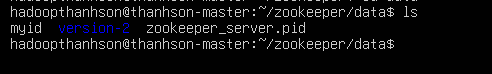 hadoopthanhson@thanhson-master:~/zookeeper/data$ ls
myid version-2 zookeeper_server.pid
hadoopthanhson@thanhson-master:~/zookeeper/data$